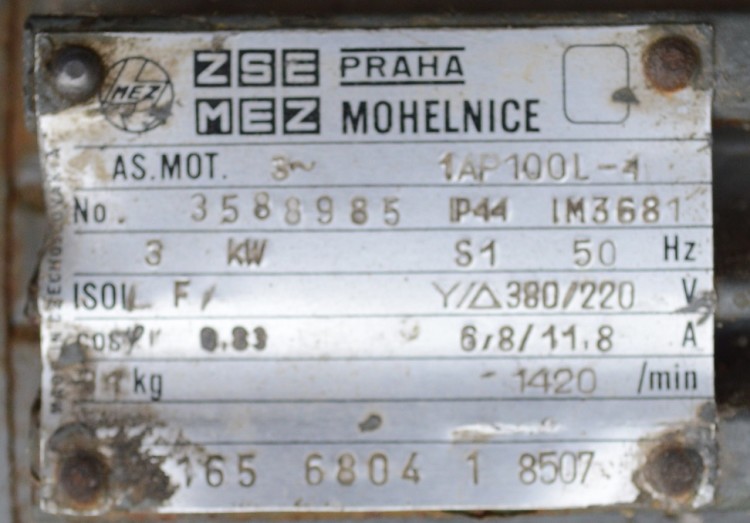 MEZ ZSE PRAHA
MEZ MOHELNICE
AS.MOT. 3~ 1AP100L-4
No. 3588985 IP44 IM3681
3 kW S1 50 Hz
ISOL F Y/△ 380/220 V
cosφ 0.83 6,8/11.8 A
kg 1420 /min
165 6804 1 8507